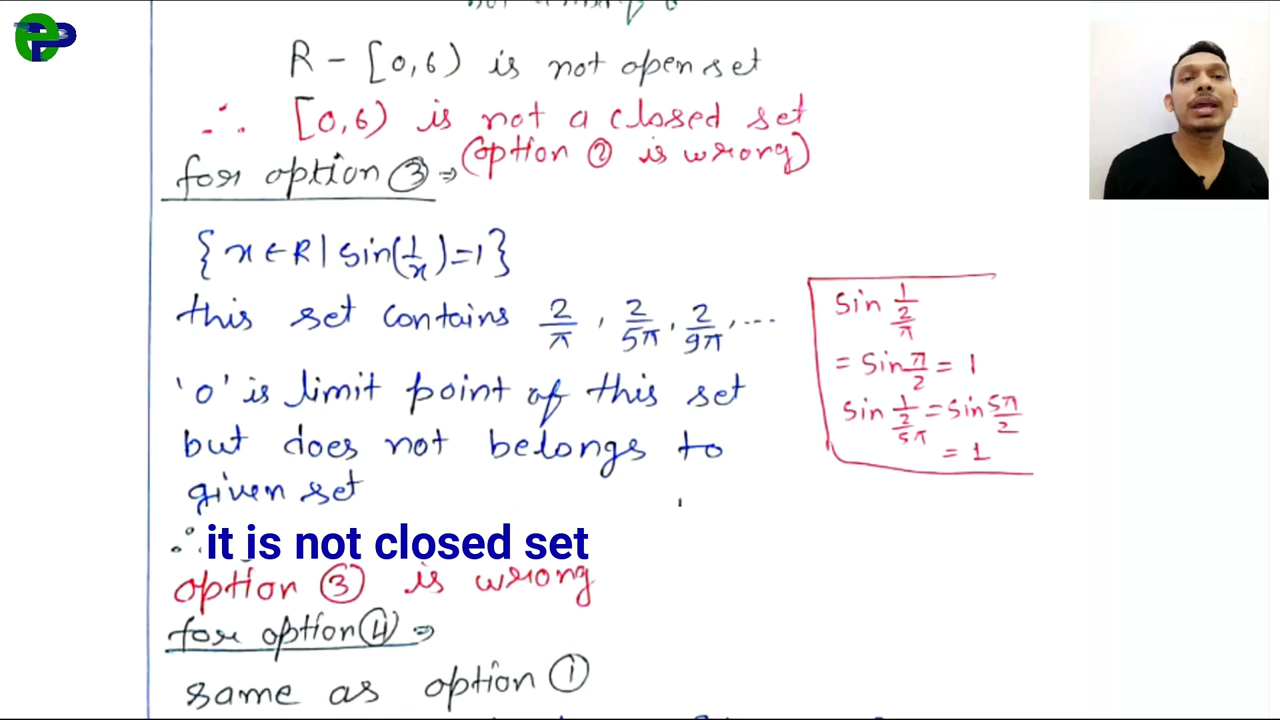 R - [0,6) is not open set
∴ [0,6) is not a closed set
(option ② is wrong)
for option ③ ⇒
{x ∈ R | sin(1/x)=1}
this set contains 2/π, 2/5π, 2/9π, ...
'0' is limit point of this set
but does not belongs to
given set
∴ it is not closed set
option ③ is wrong
for option ④ ⇒
same as option ①
sin 1/(2/π)
= sin π/2 = 1
sin 1/(2/5π) = sin 5π/2
= 1